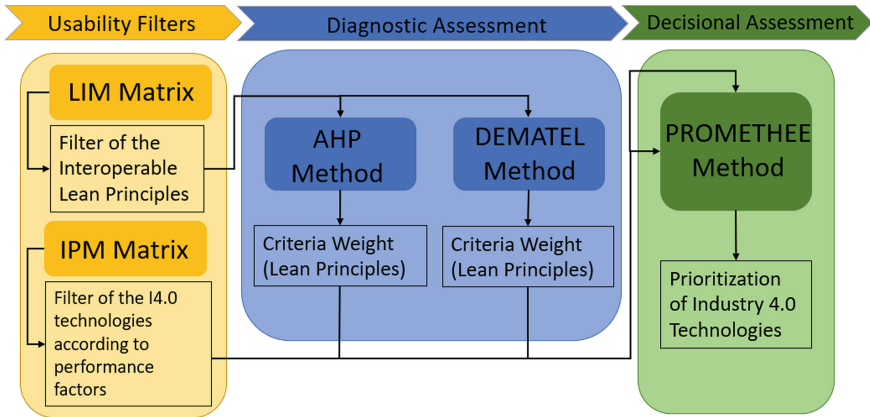 Usability Filters
Diagnostic Assessment
Decisional Assessment
LIM Matrix
Filter of the
Interoperable
Lean Principles
IPM Matrix
Filter of the I4.0
technologies
according to
performance
factors
AHP
Method
Criteria Weight
(Lean Principles)
DEMATEL
Method
Criteria Weight
(Lean Principles)
PROMETHEE
Method
Prioritization
of Industry 4.0
Technologies